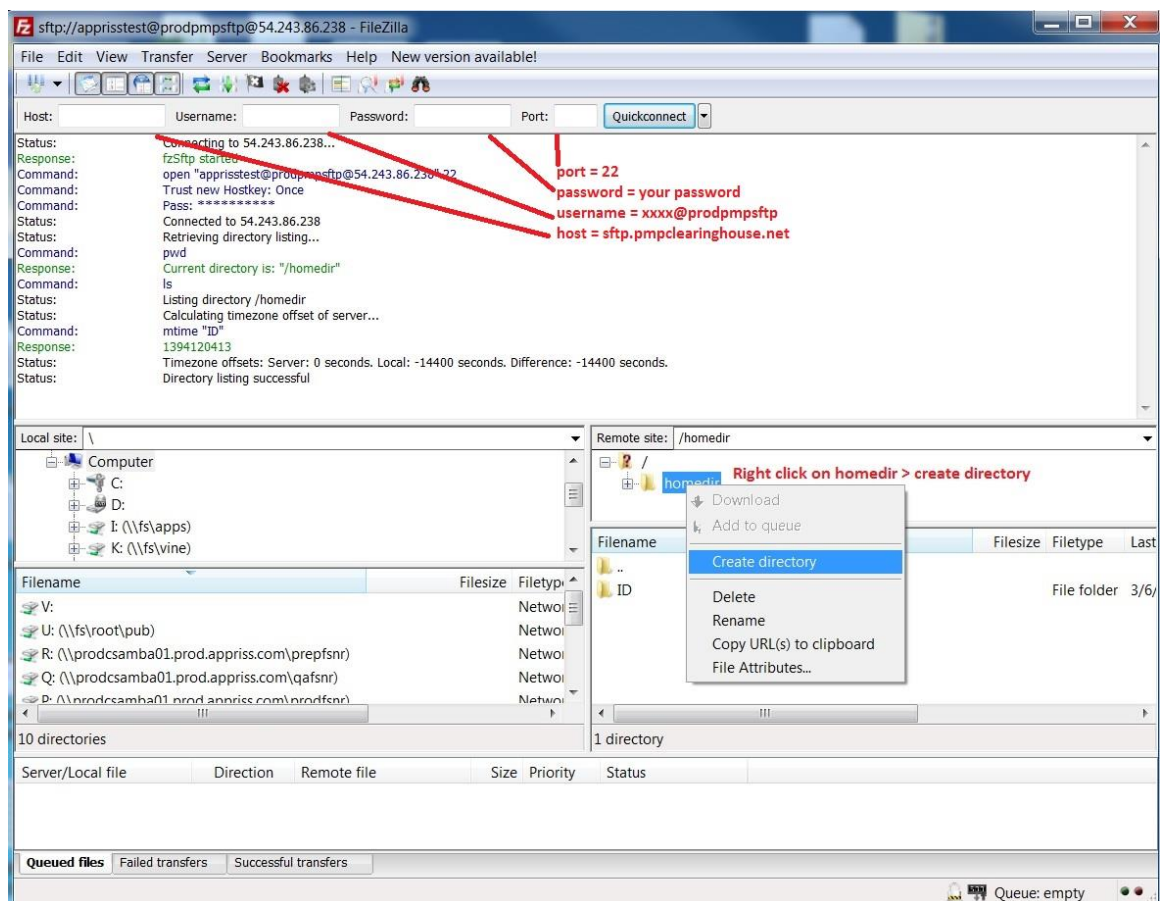 sftp://apprisstest@prodpmpsftp@54.243.86.238 - FileZilla
File Edit View Transfer Server Bookmarks Help New version available!
Host: Username: Password: Port: Quickconnect
Status: Connecting to 54.243.86.238...
Response: fzSftp started
Command: open "apprisstest@prodpmpsftp@54.243.86.238" 22
Command: Trust new Hostkey: Once
Command: Pass: **********
Status: Connected to 54.243.86.238
Status: Retrieving directory listing...
Command: pwd
Response: Current directory is: "/homedir"
Command: ls
Status: Listing directory /homedir
Status: Calculating timezone offset of server...
Command: mtime "ID"
Response: 1394120413
Status: Timezone offsets: Server: 0 seconds. Local: -14400 seconds. Difference: -14400 seconds.
Status: Directory listing successful
port = 22
password = your password
username = xxxx@prodpmpsftp
host = sftp.pmpclearinghouse.net
Local site: \
Computer
C:
D:
I: (\\fs\apps)
K: (\\fs\vine)
Filename Filesize Filetype
V: Networ
U: (\\fs\root\pub) Networ
R: (\\prodcsamba01.prod.appriss.com\prepfsnr) Networ
Q: (\\prodcsamba01.prod.appriss.com\qafsnr) Networ
P: (\\prodcsamba01.prod.appriss.com\prodfsnr) Networ
10 directories
Remote site: /homedir
/
homedir
Right click on homedir > create directory
Download
Add to queue
Create directory
Delete
Rename
Copy URL(s) to clipboard
File Attributes...
Filename Filesize Filetype Last
..
ID File folder 3/6/
1 directory
Server/Local file Direction Remote file Size Priority Status
Queued files Failed transfers Successful transfers
Queue: empty